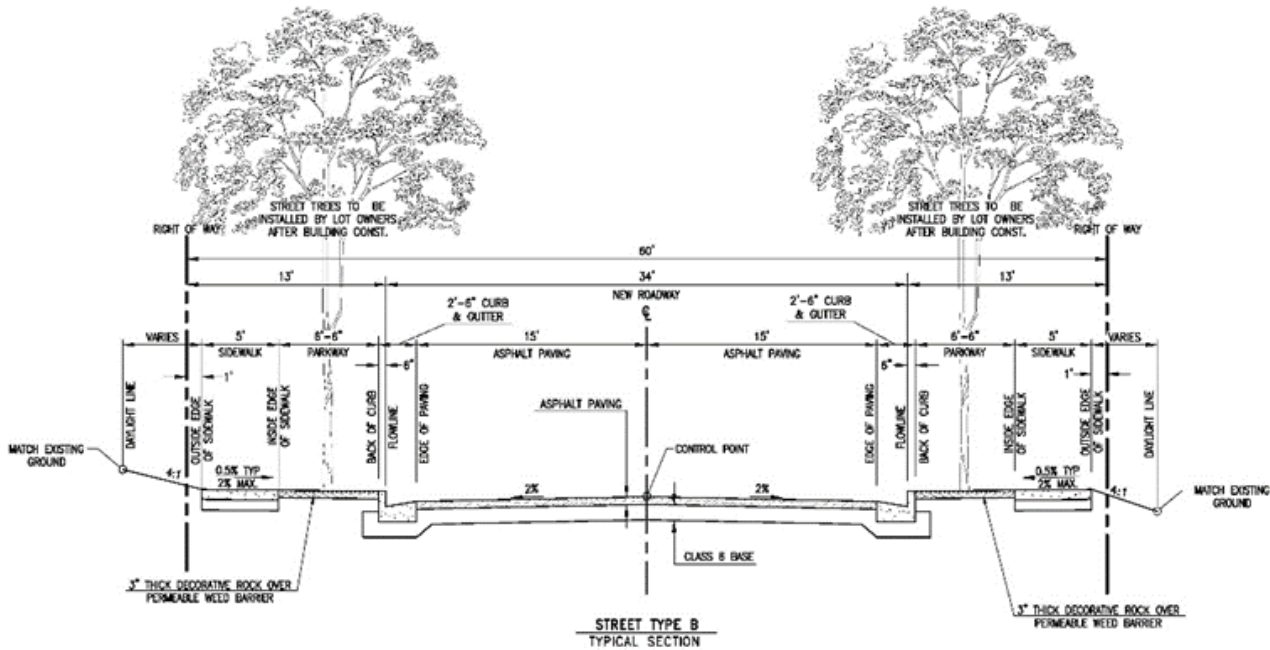 STREET TREES TO BE
INSTALLED BY LOT OWNERS
AFTER BUILDING CONST.
STREET TREES TO BE
INSTALLED BY LOT OWNERS
AFTER BUILDING CONST.
RIGHT OF WAY
RIGHT OF WAY
60'
13'
34'
13'
NEW ROADWAY
2'-6" CURB
& GUTTER
℄
2'-6" CURB
& GUTTER
VARIES
5'
6'-6"
15'
15'
6'-6"
5'
VARIES
SIDEWALK
PARKWAY
ASPHALT PAVING
ASPHALT PAVING
PARKWAY
SIDEWALK
1'
6"
6"
1'
DAYLIGHT LINE
OUTSIDE EDGE
OF SIDEWALK
INSIDE EDGE
OF SIDEWALK
BACK OF CURB
FLOWLINE
EDGE OF PAVING
ASPHALT PAVING
CONTROL POINT
EDGE OF PAVING
FLOWLINE
BACK OF CURB
INSIDE EDGE
OF SIDEWALK
OUTSIDE EDGE
OF SIDEWALK
DAYLIGHT LINE
MATCH EXISTING
GROUND
4:1
0.5% TYP
2% MAX.
2%
2%
0.5% TYP
2% MAX.
4:1
MATCH EXISTING
GROUND
CLASS 6 BASE
3" THICK DECORATIVE ROCK OVER
PERMEABLE WEED BARRIER
3" THICK DECORATIVE ROCK OVER
PERMEABLE WEED BARRIER
STREET TYPE B
TYPICAL SECTION